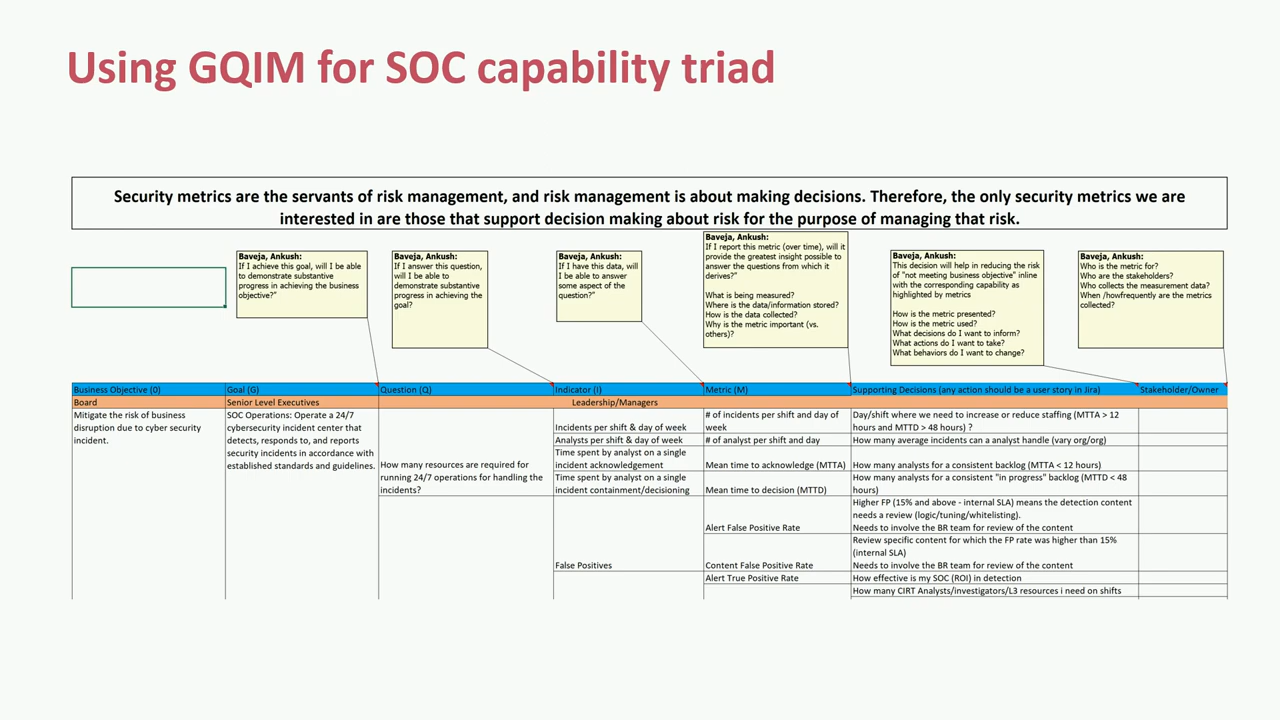 Using GQIM for SOC capability triad
Security metrics are the servants of risk management, and risk management is about making decisions. Therefore, the only security metrics we are
interested in are those that support decision making about risk for the purpose of managing that risk.
Baveja, Ankush:
If I achieve this goal, will I be able
to demonstrate substantive
progress in achieving the business
objective?"
Baveja, Ankush:
If I answer this question,
will I be able to
demonstrate substantive
progress in achieving the
goal?
Baveja, Ankush:
If I have this data, will
I be able to answer
some aspect of the
question?"
Baveja, Ankush:
If I report this metric (over time), will it
provide the greatest insight possible to
answer the questions from which it
derives?"
What is being measured?
Where is the data/information stored?
How is the data collected?
Why is the metric important (vs.
others)?
Baveja, Ankush:
This decision will help in reducing the risk
of "not meeting business objective" inline
with the corresponding capability as
highlighted by metrics
How is the metric presented?
How is the metric used?
What decisions do I want to inform?
What actions do I want to take?
What behaviors do I want to change?
Baveja, Ankush:
Who is the metric for?
Who are the stakeholders?
Who collects the measurement data?
When /howfrequently are the metrics
collected?
Business Objective (0)
Goal (G)
Question (Q)
Indicator (I)
Metric (M)
Supporting Decisions (any action should be a user story in Jira)
Stakeholder/Owner
Board
Senior Level Executives
Leadership/Managers
Mitigate the risk of business
disruption due to cyber security
incident.
SOC Operations: Operate a 24/7
cybersecurity incident center that
detects, responds to, and reports
security incidents in accordance with
established standards and guidelines.
How many resources are required for
running 24/7 operations for handling the
incidents?
Incidents per shift & day of week
# of incidents per shift and day of
week
Day/shift where we need to increase or reduce staffing (MTTA > 12
hours and MTTD > 48 hours) ?
Analysts per shift & day of week
# of analyst per shift and day
How many average incidents can a analyst handle (vary org/org)
Time spent by analyst on a single
incident acknowledgement
Mean time to acknowledge (MTTA)
How many analysts for a consistent backlog (MTTA < 12 hours)
Time spent by analyst on a single
incident containment/decisioning
Mean time to decision (MTTD)
How many analysts for a consistent "in progress" backlog (MTTD < 48
hours)
False Positives
Alert False Positive Rate
Higher FP (15% and above - internal SLA) means the detection content
needs a review (logic/tuning/whitelisting).
Needs to involve the BR team for review of the content
Content False Positive Rate
Review specific content for which the FP rate was higher than 15%
(internal SLA)
Needs to involve the BR team for review of the content
Alert True Positive Rate
How effective is my SOC (ROI) in detection
How many CIRT Analysts/investigators/L3 resources i need on shifts